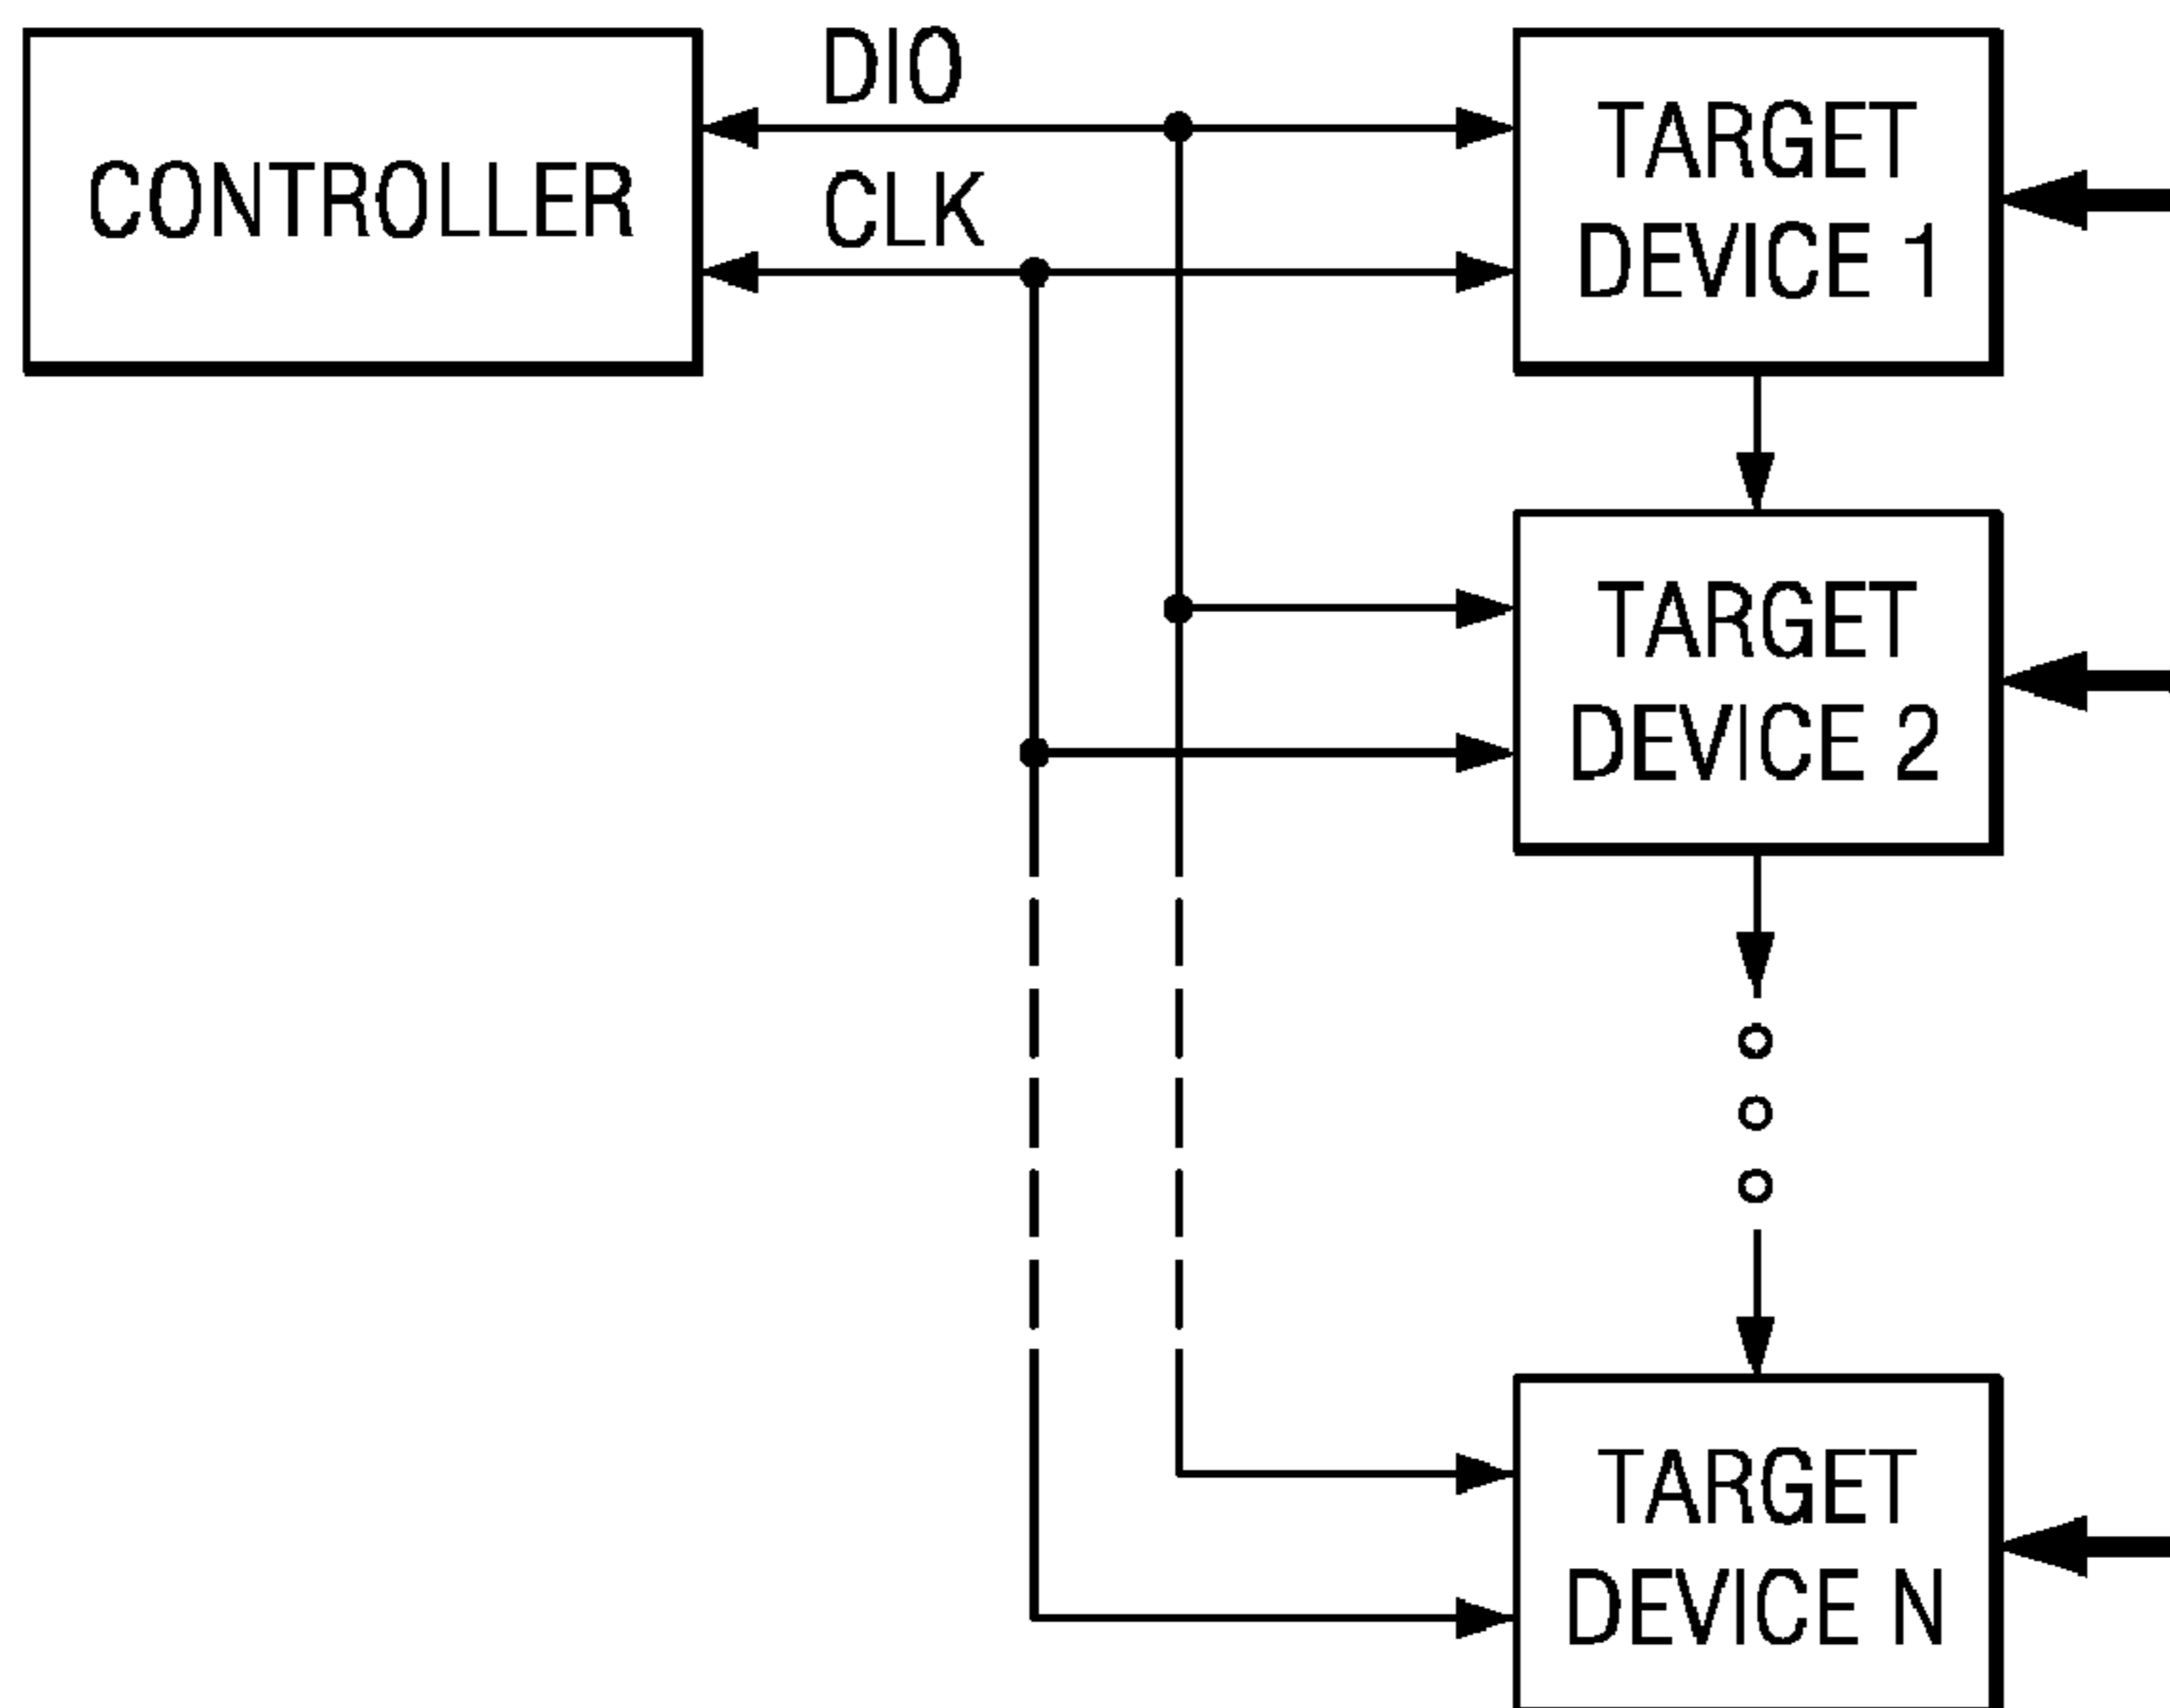 DIO
CLK
CONTROLLER
TARGET
DEVICE 1
TARGET
DEVICE 2
TARGET
DEVICE N